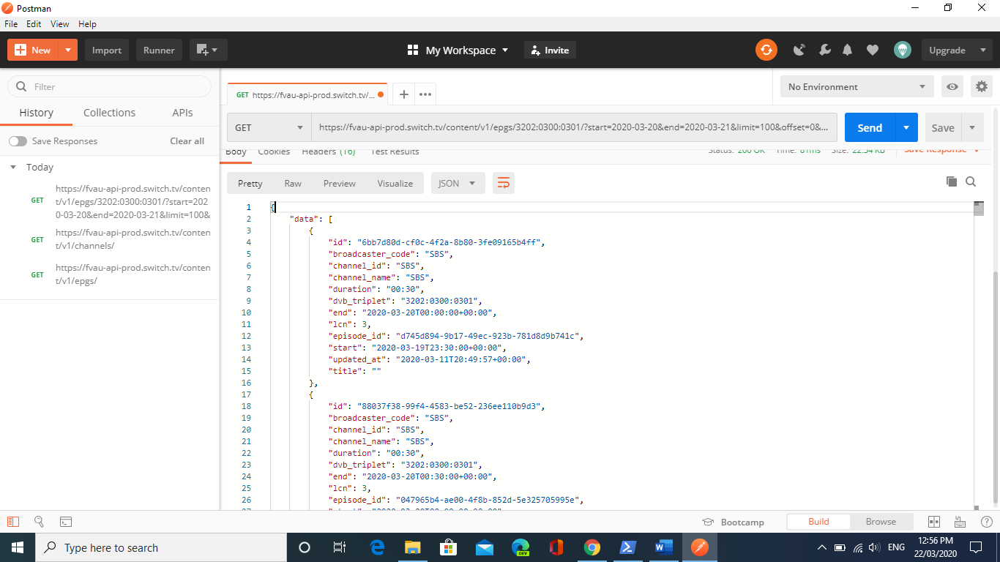 Postman
File Edit View Help
New Import Runner My Workspace Invite Upgrade
Filter
History Collections APIs
Save Responses Clear all
Today
GET https://fvau-api-prod.switch.tv/conten
t/v1/epgs/3202:0300:0301/?start=202
0-03-20&end=2020-03-21&limit=100&
GET https://fvau-api-prod.switch.tv/conten
t/v1/channels/
GET https://fvau-api-prod.switch.tv/conten
t/v1/epgs/
GET https://fvau-api-prod.switch.tv/... + •••
No Environment
GET https://fvau-api-prod.switch.tv/content/v1/epgs/3202:0300:0301/?start=2020-03-20&end=2020-03-21&limit=100&offset=0&... Send Save
Body Cookies Headers (16) Test Results Status: 200 OK Time: 81ms Size: 22.54 KB Save Response
Pretty Raw Preview Visualize JSON
1 {
2 "data": [
3 {
4 "id": "6bb7d80d-cf0c-4f2a-8b80-3fe09165b4ff",
5 "broadcaster_code": "SBS",
6 "channel_id": "SBS",
7 "channel_name": "SBS",
8 "duration": "00:30",
9 "dvb_triplet": "3202:0300:0301",
10 "end": "2020-03-20T00:00:00+00:00",
11 "lcn": 3,
12 "episode_id": "d745d894-9b17-49ec-923b-781d8d9b741c",
13 "start": "2020-03-19T23:30:00+00:00",
14 "updated_at": "2020-03-11T20:49:57+00:00",
15 "title": ""
16 },
17 {
18 "id": "88037f38-99f4-4583-be52-236ee110b9d3",
19 "broadcaster_code": "SBS",
20 "channel_id": "SBS",
21 "channel_name": "SBS",
22 "duration": "00:30",
23 "dvb_triplet": "3202:0300:0301",
24 "end": "2020-03-20T00:30:00+00:00",
25 "lcn": 3,
26 "episode_id": "047965b4-ae00-4f8b-852d-5e325705995e",
Bootcamp Build Browse
Type here to search
DEV
ENG
12:56 PM
22/03/2020